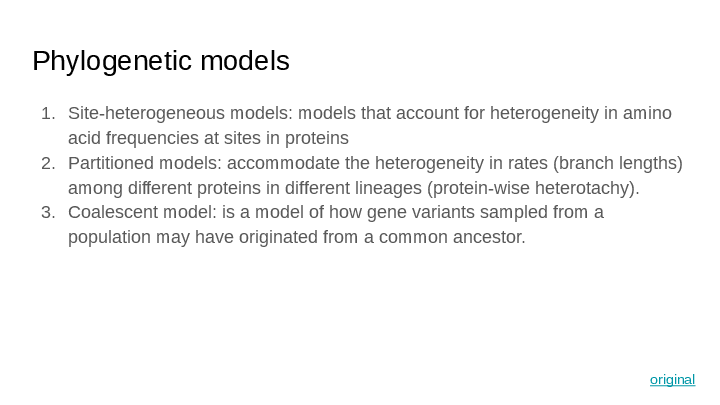 Phylogenetic models
1. Site-heterogeneous models: models that account for heterogeneity in amino
acid frequencies at sites in proteins
2. Partitioned models: accommodate the heterogeneity in rates (branch lengths)
among different proteins in different lineages (protein-wise heterotachy).
3. Coalescent model: is a model of how gene variants sampled from a
population may have originated from a common ancestor.
original